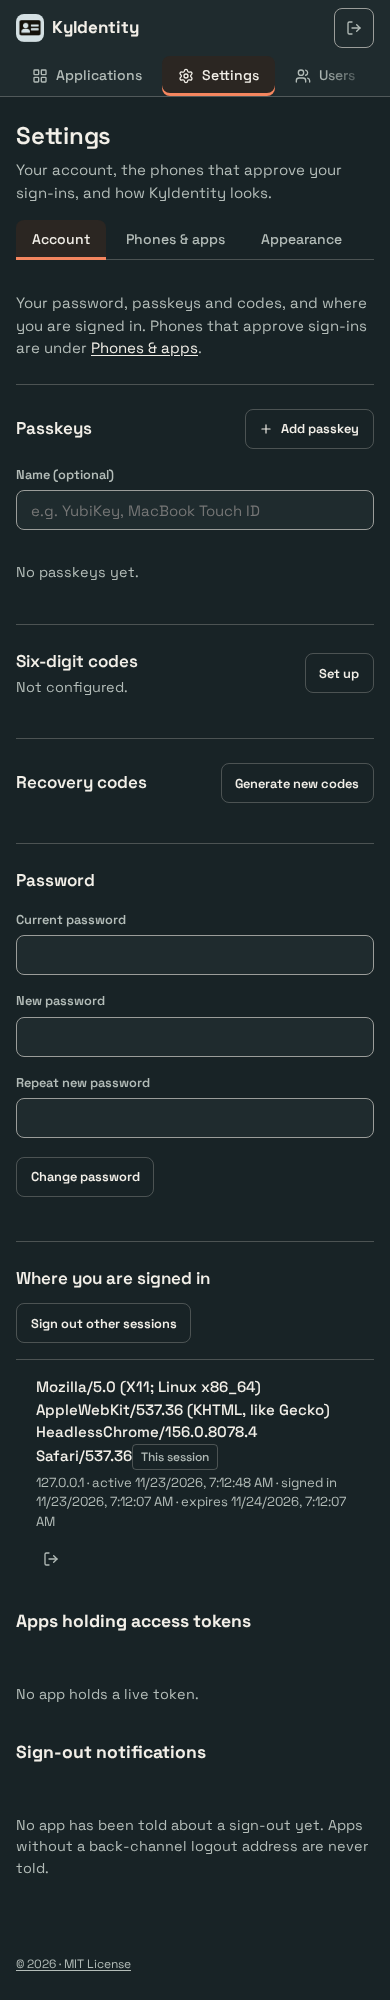 KyIdentity
Applications
Settings
Users
Settings
Your account, the phones that approve your
sign-ins, and how KyIdentity looks.
Account
Phones & apps
Appearance
Your password, passkeys and codes, and where
you are signed in. Phones that approve sign-ins
are under Phones & apps.
Passkeys
Add passkey
Name (optional)
e.g. YubiKey, MacBook Touch ID
No passkeys yet.
Six-digit codes
Not configured.
Set up
Recovery codes
Generate new codes
Password
Current password
New password
Repeat new password
Change password
Where you are signed in
Sign out other sessions
Mozilla/5.0 (X11; Linux x86_64)
AppleWebKit/537.36 (KHTML, like Gecko)
HeadlessChrome/156.0.8078.4
Safari/537.36 This session
127.0.0.1 · active 11/23/2026, 7:12:48 AM · signed in
11/23/2026, 7:12:07 AM · expires 11/24/2026, 7:12:07
AM
Apps holding access tokens
No app holds a live token.
Sign-out notifications
No app has been told about a sign-out yet. Apps
without a back-channel logout address are never
told.
© 2026 · MIT License